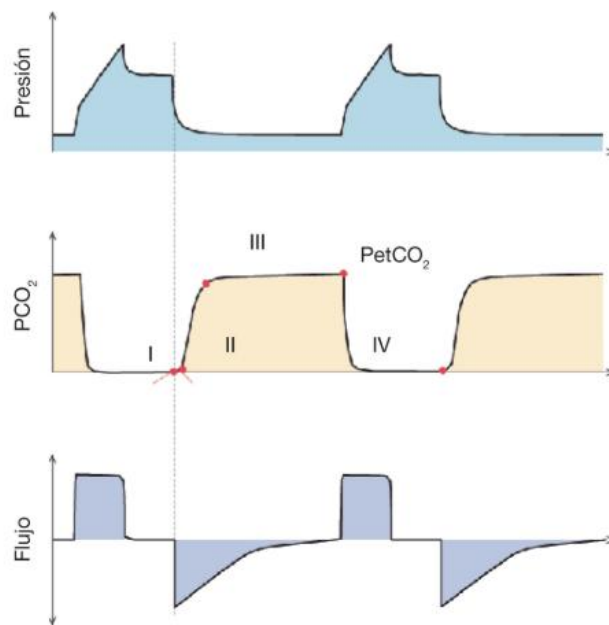 Presión
III
PetCO₂
PCO₂
I
II
IV
Flujo